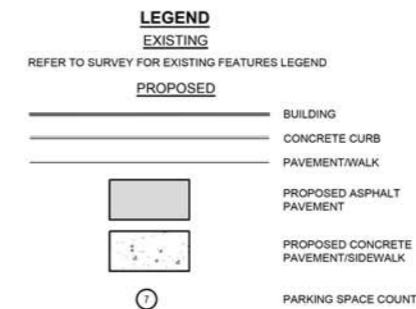 LEGEND
EXISTING
REFER TO SURVEY FOR EXISTING FEATURES LEGEND
PROPOSED
BUILDING
CONCRETE CURB
PAVEMENT/WALK
PROPOSED ASPHALT
PAVEMENT
PROPOSED CONCRETE
PAVEMENT/SIDEWALK
7 PARKING SPACE COUNT